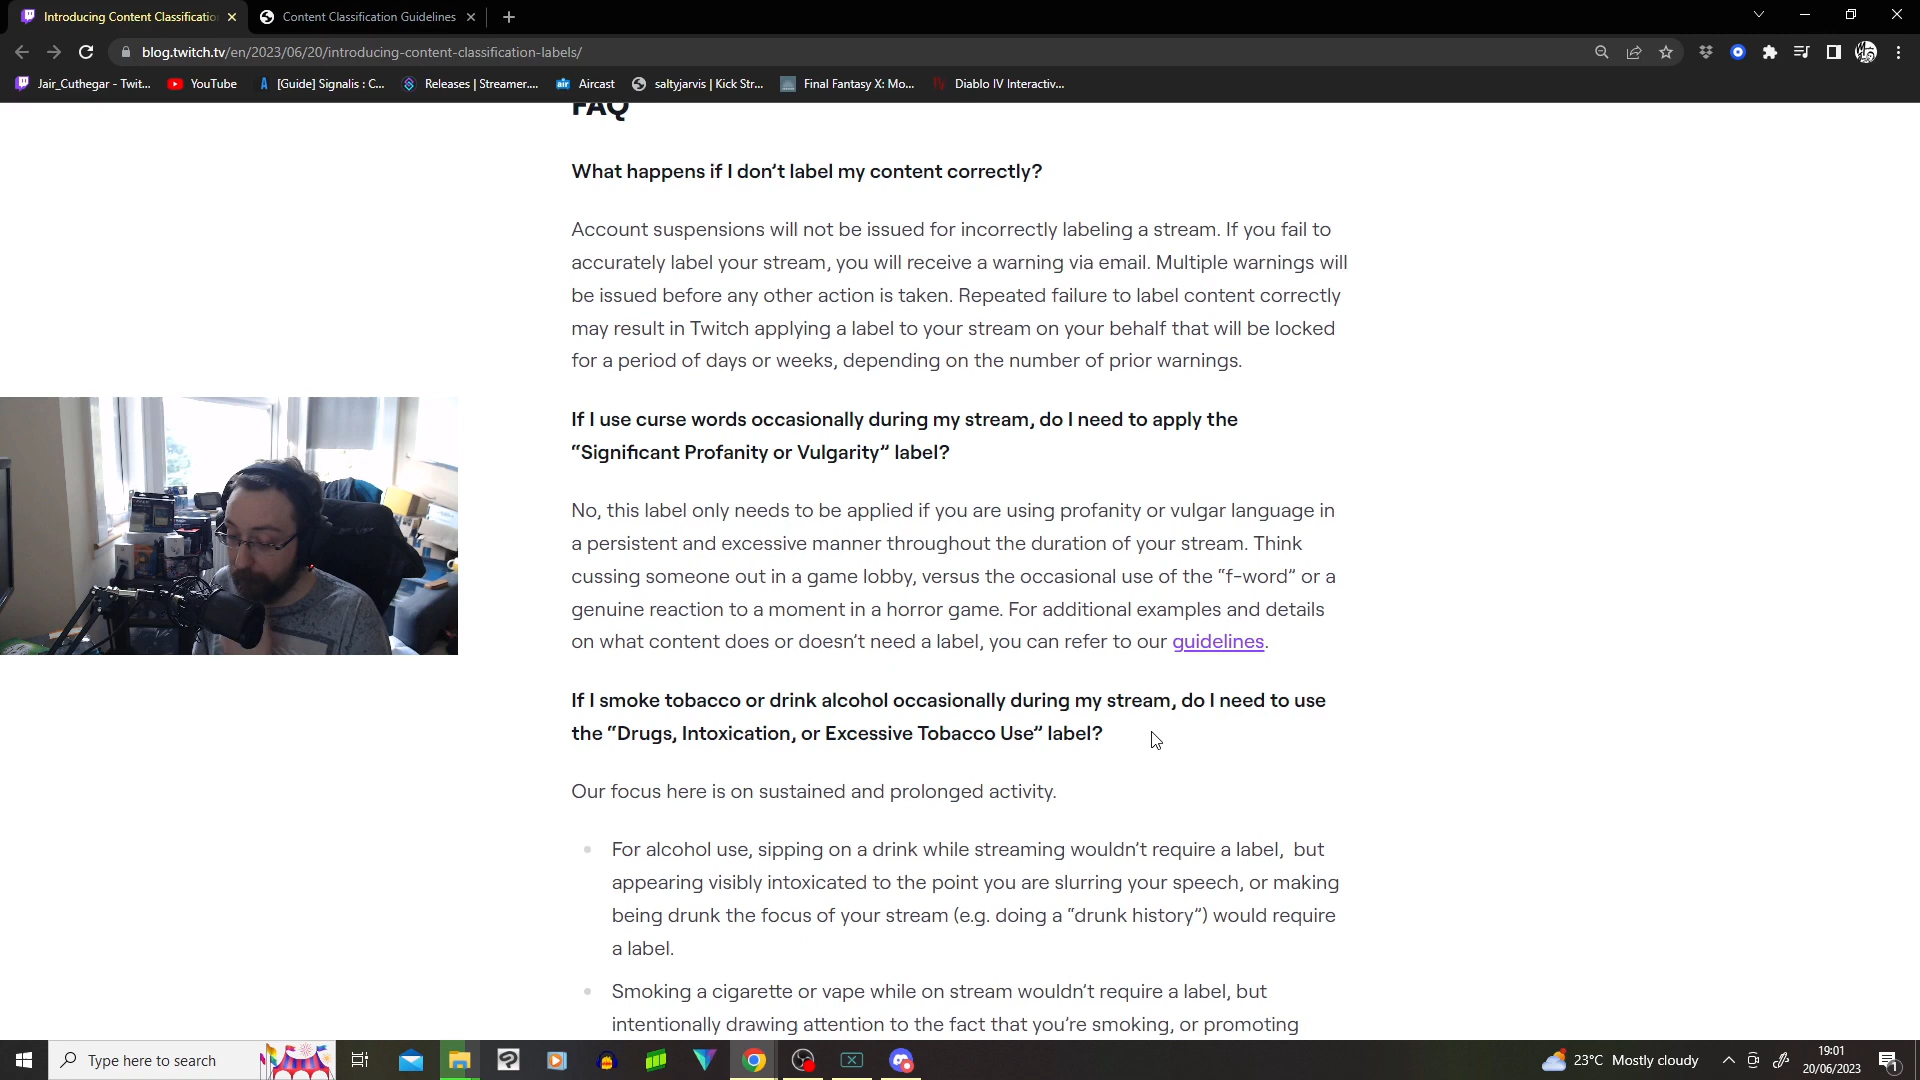 Introducing Content Classificatio
Content Classification Guidelines
blog.twitch.tv/en/2023/06/20/introducing-content-classification-labels/
Jair_Cuthegar - Twit...
YouTube
[Guide] Signalis : C...
Releases | Streamer....
Aircast
saltyjarvis | Kick Str...
Final Fantasy X: Mo...
Diablo IV Interactiv...
FAQ
What happens if I don’t label my content correctly?
Account suspensions will not be issued for incorrectly labeling a stream. If you fail to
accurately label your stream, you will receive a warning via email. Multiple warnings will
be issued before any other action is taken. Repeated failure to label content correctly
may result in Twitch applying a label to your stream on your behalf that will be locked
for a period of days or weeks, depending on the number of prior warnings.
If I use curse words occasionally during my stream, do I need to apply the
“Significant Profanity or Vulgarity” label?
No, this label only needs to be applied if you are using profanity or vulgar language in
a persistent and excessive manner throughout the duration of your stream. Think
cussing someone out in a game lobby, versus the occasional use of the “f-word” or a
genuine reaction to a moment in a horror game. For additional examples and details
on what content does or doesn’t need a label, you can refer to our guidelines.
If I smoke tobacco or drink alcohol occasionally during my stream, do I need to use
the “Drugs, Intoxication, or Excessive Tobacco Use” label?
Our focus here is on sustained and prolonged activity.
For alcohol use, sipping on a drink while streaming wouldn’t require a label, but
appearing visibly intoxicated to the point you are slurring your speech, or making
being drunk the focus of your stream (e.g. doing a “drunk history”) would require
a label.
Smoking a cigarette or vape while on stream wouldn’t require a label, but
intentionally drawing attention to the fact that you’re smoking, or promoting
Type here to search
23°C Mostly cloudy
19:01
20/06/2023
1